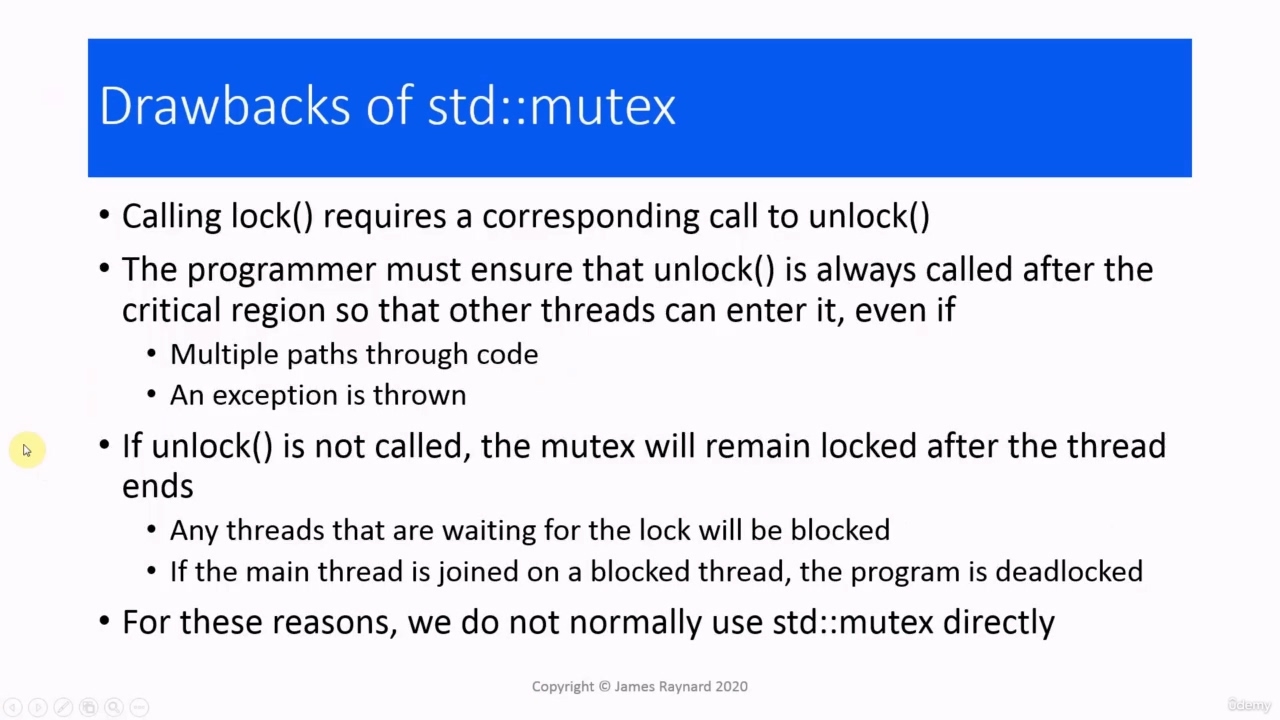 Drawbacks of std::mutex
• Calling lock() requires a corresponding call to unlock()
• The programmer must ensure that unlock() is always called after the
critical region so that other threads can enter it, even if
• Multiple paths through code
• An exception is thrown
• If unlock() is not called, the mutex will remain locked after the thread
ends
• Any threads that are waiting for the lock will be blocked
• If the main thread is joined on a blocked thread, the program is deadlocked
• For these reasons, we do not normally use std::mutex directly
Copyright © James Raynard 2020
ûdemy